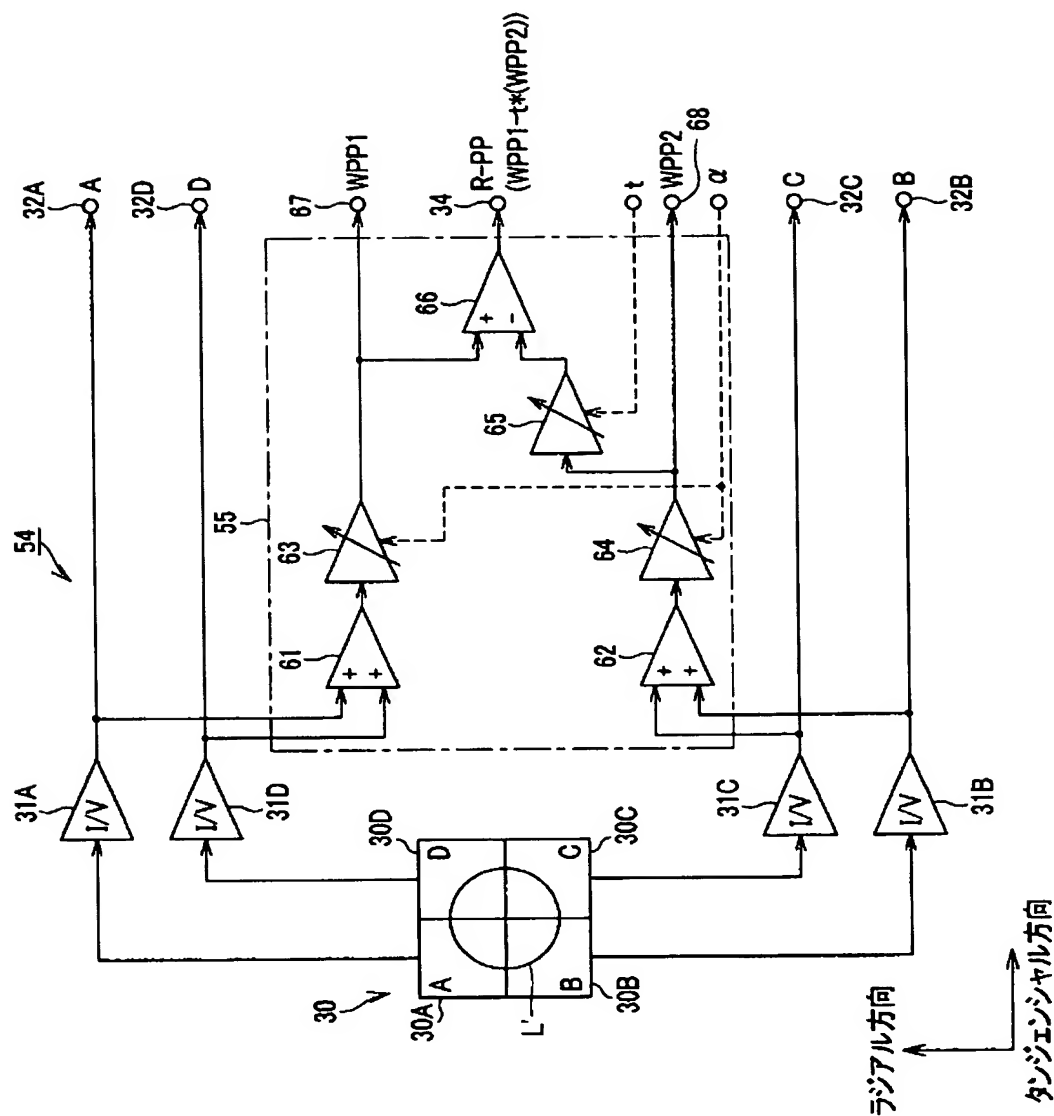 54
31A
I/V
32A
A
31D
I/V
32D
D
55
61
+
+
63
67
WPP1
66
+
-
34
R-PP
(WPP1-t*(WPP2))
65
t
30
30A
A
30D
D
B
30B
C
30C
L'
62
+
+
64
WPP2
68
α
31C
I/V
C
32C
31B
I/V
B
32B
ラジアル方向
タンジェンシャル方向